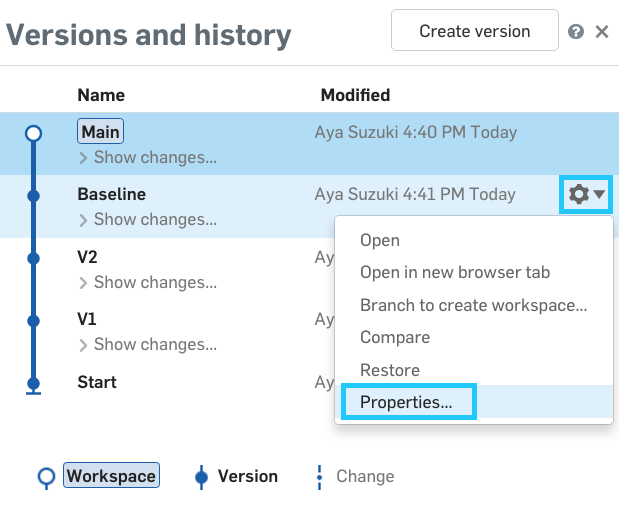 Versions and history
Create version
Name Modified
Main Aya Suzuki 4:40 PM Today
Show changes...
Baseline Aya Suzuki 4:41 PM Today
Show changes...
Open
V2 Ay
Open in new browser tab
Show changes...
Branch to create workspace...
V1 Ay
Compare
Show changes...
Restore
Start Ay
Properties...
Workspace Version Change